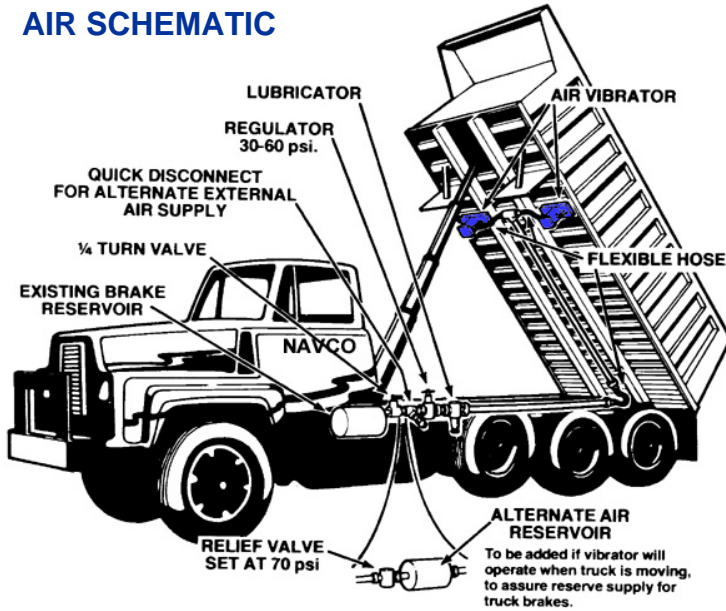 AIR SCHEMATIC
LUBRICATOR
AIR VIBRATOR
REGULATOR
30-60 psi.
QUICK DISCONNECT
FOR ALTERNATE EXTERNAL
AIR SUPPLY
¼ TURN VALVE
FLEXIBLE HOSE
EXISTING BRAKE
RESERVOIR
NAVCO
ALTERNATE AIR
RESERVOIR
RELIEF VALVE
SET AT 70 psi
To be added if vibrator will
operate when truck is moving,
to assure reserve supply for
truck brakes.